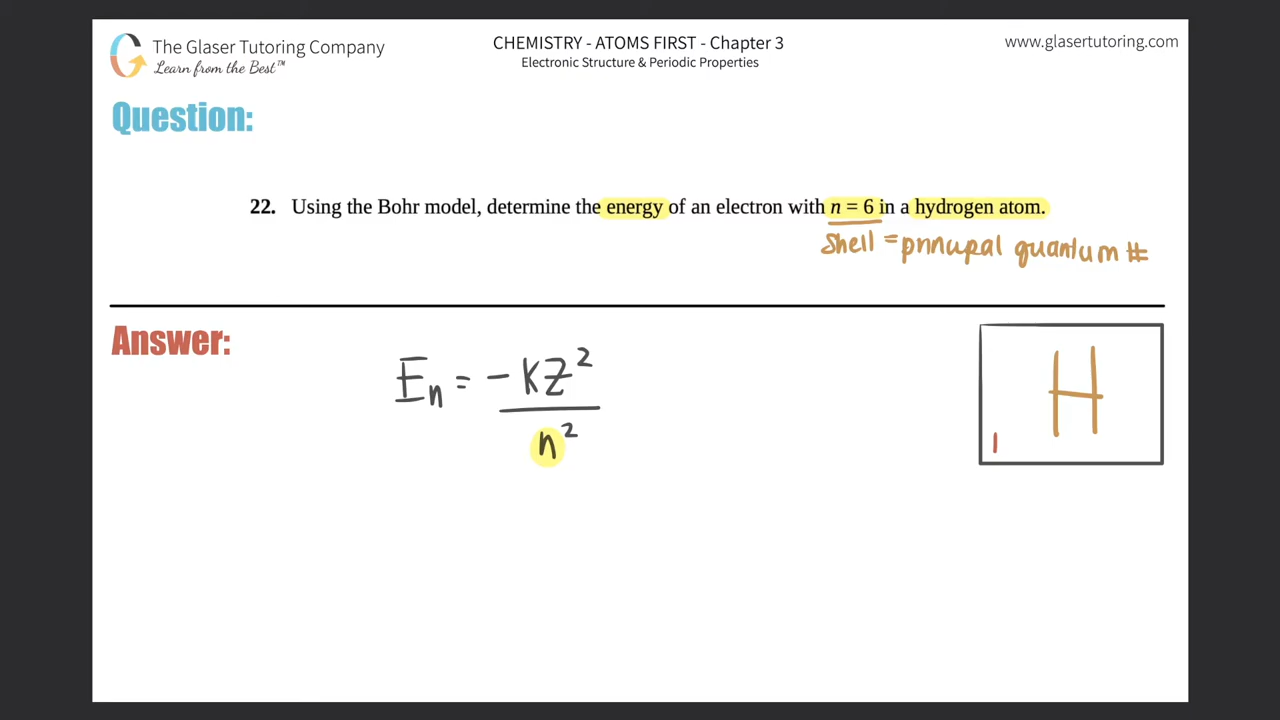 The Glaser Tutoring Company
Learn from the Best™
CHEMISTRY - ATOMS FIRST - Chapter 3
Electronic Structure & Periodic Properties
www.glasertutoring.com
Question:
22. Using the Bohr model, determine the energy of an electron with n = 6 in a hydrogen atom.
Shell = principal quantum #
Answer:
Eₙ = -KZ²
n²
H
1